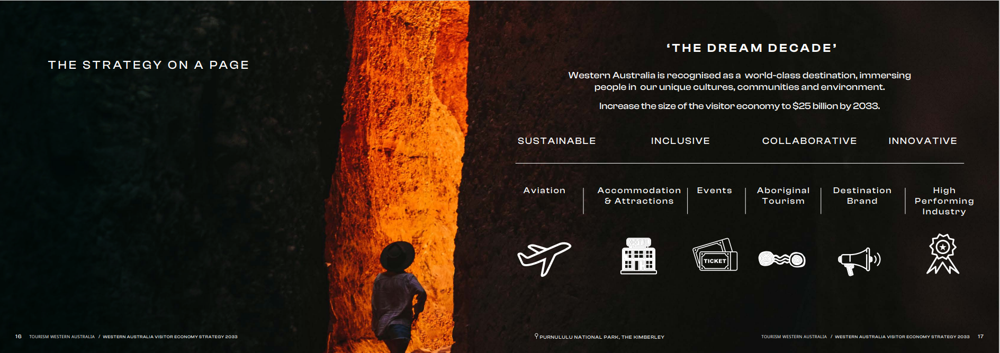 THE STRATEGY ON A PAGE
‘THE DREAM DECADE’
Western Australia is recognised as a world-class destination, immersing
people in our unique cultures, communities and environment.
Increase the size of the visitor economy to $25 billion by 2033.
SUSTAINABLE INCLUSIVE COLLABORATIVE INNOVATIVE
Aviation
Accommodation
& Attractions
Events
Aboriginal
Tourism
Destination
Brand
High
Performing
Industry
HOTEL
TICKET
16 TOURISM WESTERN AUSTRALIA / WESTERN AUSTRALIA VISITOR ECONOMY STRATEGY 2033
PURNULULU NATIONAL PARK, THE KIMBERLEY
TOURISM WESTERN AUSTRALIA / WESTERN AUSTRALIA VISITOR ECONOMY STRATEGY 2033 17